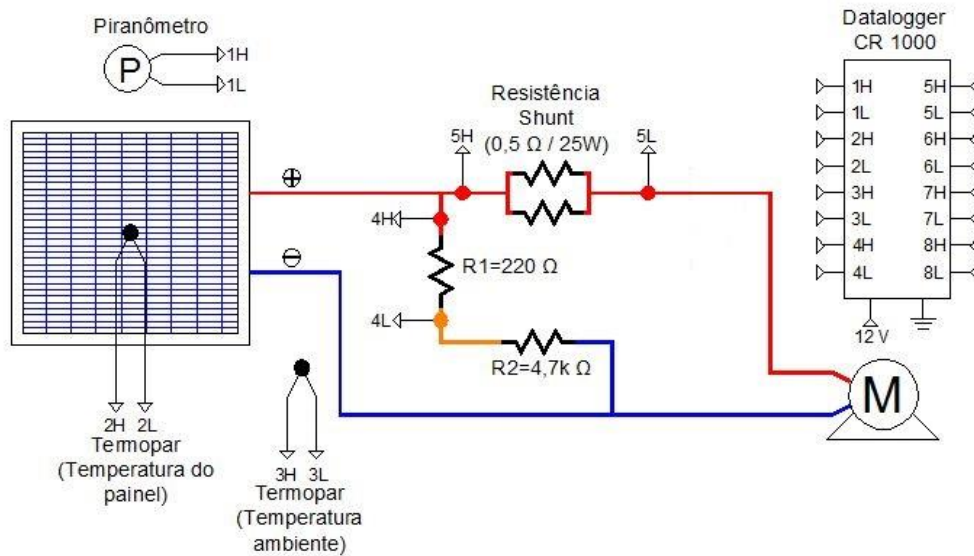 Piranômetro
P
1H
1L
Datalogger
CR 1000
1H
1L
2H
2L
3H
3L
4H
4L
5H
5L
6H
6L
7H
7L
8H
8L
12 V
Resistência
Shunt
(0,5 Ω / 25W)
5H
5L
4H
R1=220 Ω
4L
R2=4,7k Ω
M
2H 2L
Termopar
(Temperatura do
painel)
3H 3L
Termopar
(Temperatura
ambiente)